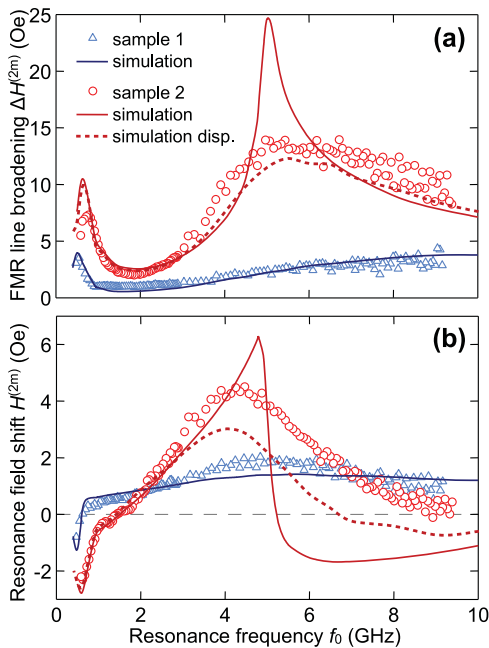 FMR line broadening ΔH(2m) (Oe)
25
20
15
10
5
0
(a)
sample 1
simulation
sample 2
simulation
simulation disp.
Resonance field shift H(2m) (Oe)
6
4
2
0
-2
(b)
0 2 4 6 8 10
Resonance frequency f0 (GHz)